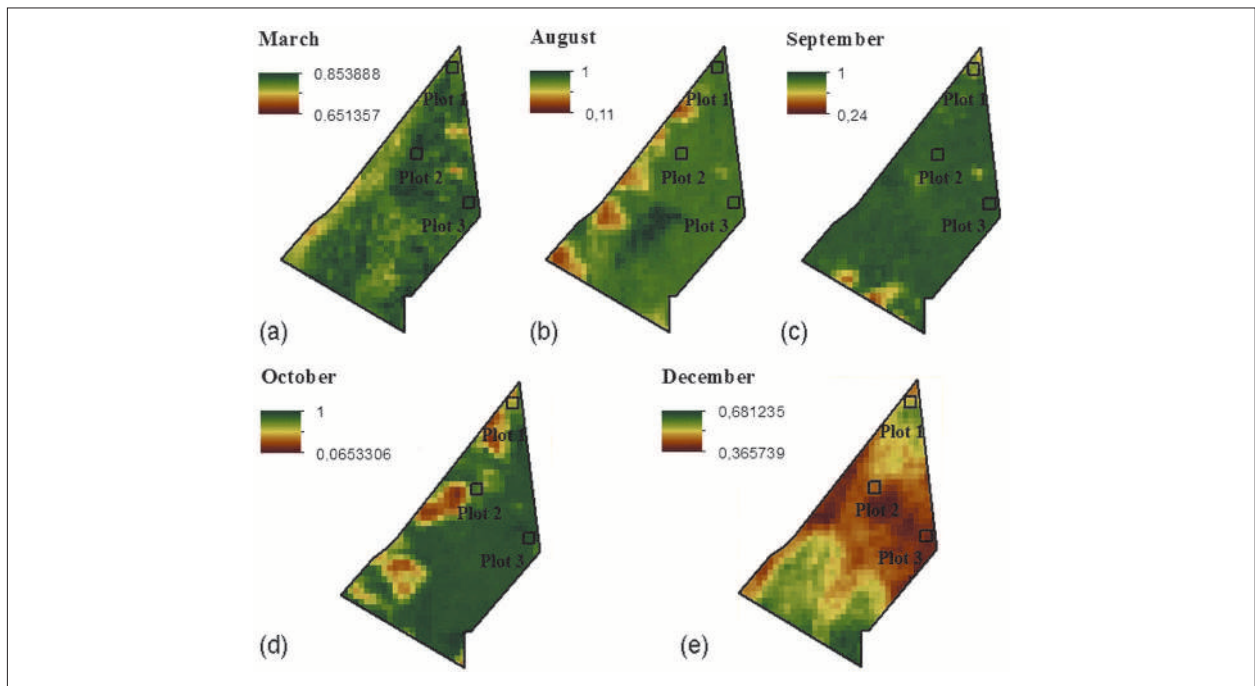 March
0,853888
0.651357
Plot 1
Plot 2
Plot 3
(a)
August
1
0,11
Plot 1
Plot 2
Plot 3
(b)
September
1
0,24
Plot 1
Plot 2
Plot 3
(c)
October
1
0,0653306
Plot 1
Plot 2
Plot 3
(d)
December
0,681235
0,365739
Plot 1
Plot 2
Plot 3
(e)